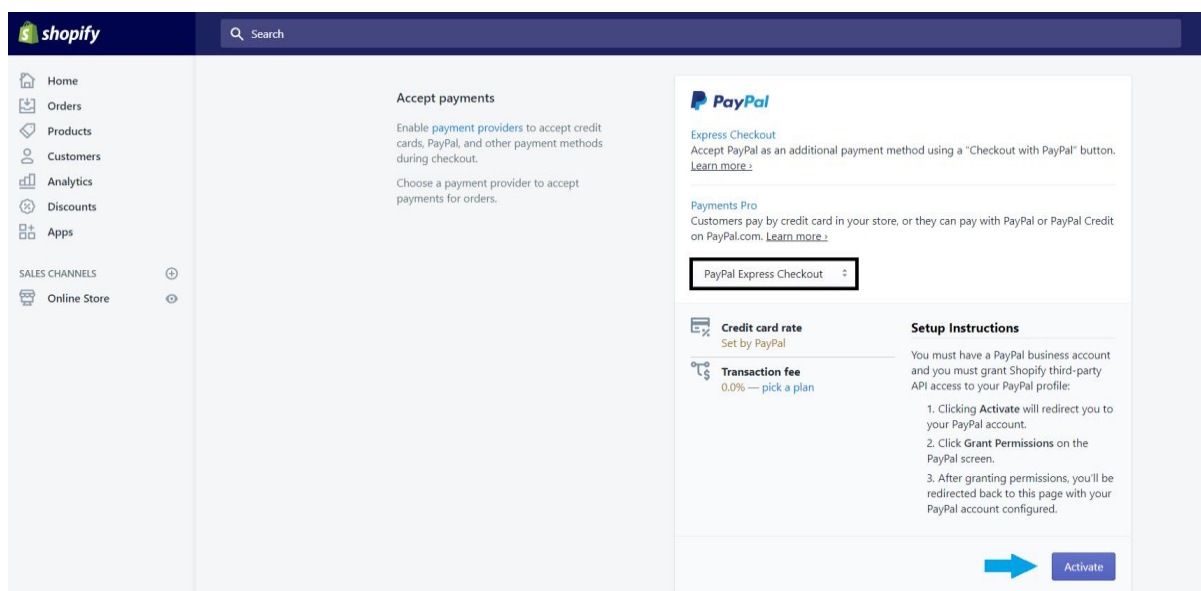 shopify
Search
Home
Orders
Products
Customers
Analytics
Discounts
Apps
SALES CHANNELS
Online Store
Accept payments
Enable payment providers to accept credit
cards, PayPal, and other payment methods
during checkout.
Choose a payment provider to accept
payments for orders.
PayPal
Express Checkout
Accept PayPal as an additional payment method using a "Checkout with PayPal" button.
Learn more ›
Payments Pro
Customers pay by credit card in your store, or they can pay with PayPal or PayPal Credit
on PayPal.com. Learn more ›
PayPal Express Checkout
Credit card rate
Set by PayPal
Transaction fee
0.0% — pick a plan
Setup Instructions
You must have a PayPal business account
and you must grant Shopify third-party
API access to your PayPal profile:
1. Clicking Activate will redirect you to
your PayPal account.
2. Click Grant Permissions on the
PayPal screen.
3. After granting permissions, you'll be
redirected back to this page with your
PayPal account configured.
Activate